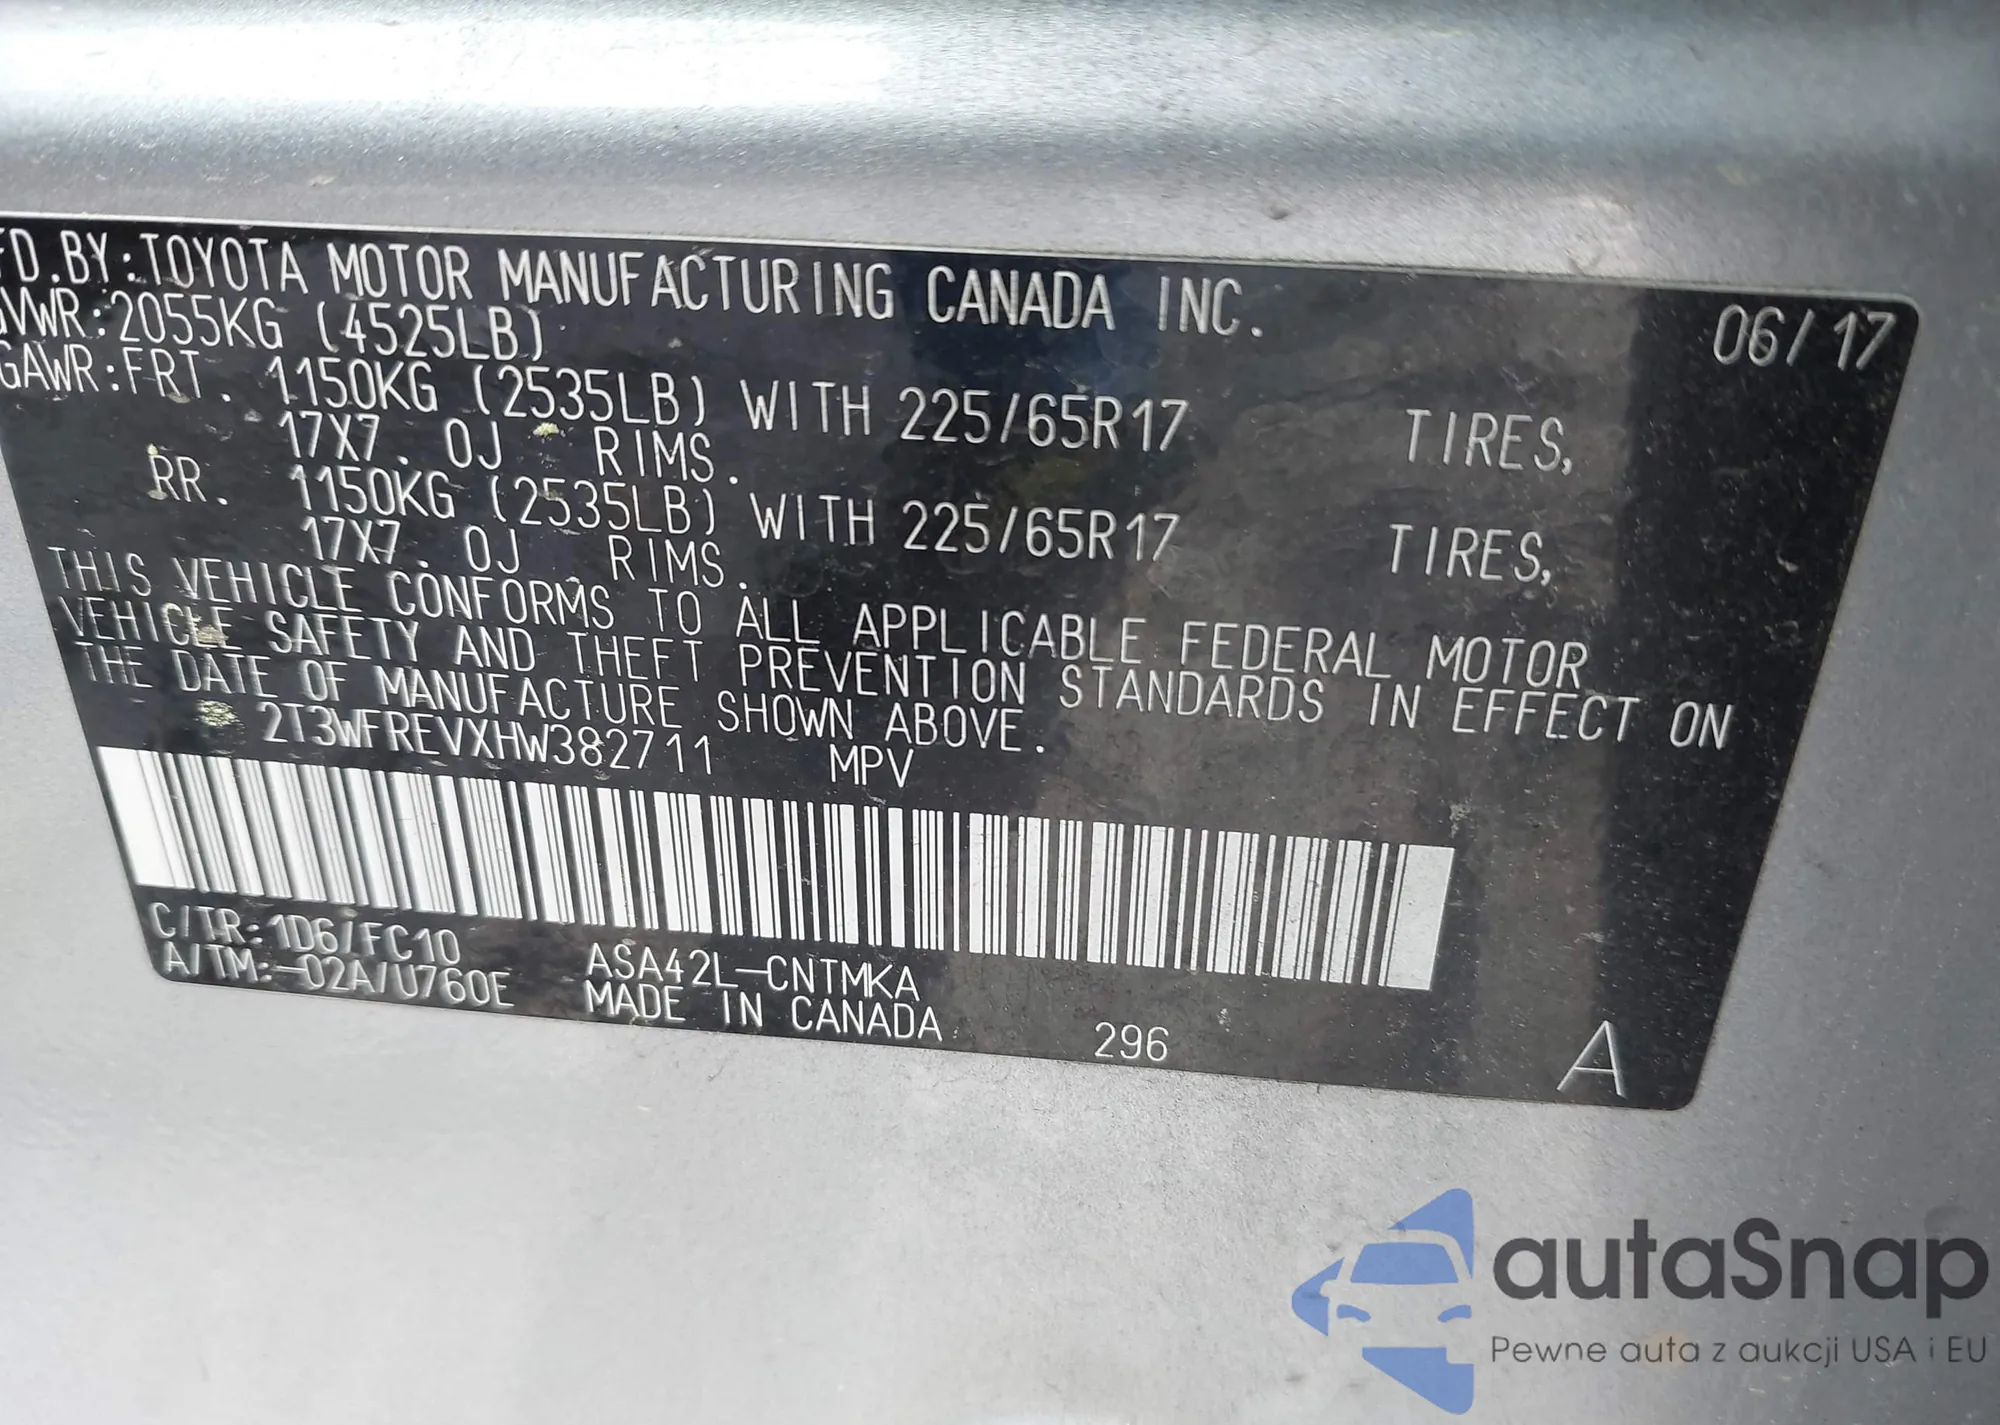 FD.BY:TOYOTA MOTOR MANUFACTURING CANADA INC. 06/17
GVWR:2055KG (4525LB)
GAWR:FRT. 1150KG (2535LB) WITH 225/65R17 TIRES,
17X7.0J RIMS.
RR. 1150KG (2535LB) WITH 225/65R17 TIRES,
17X7.0J RIMS.
THIS VEHICLE CONFORMS TO ALL APPLICABLE FEDERAL MOTOR
VEHICLE SAFETY AND THEFT PREVENTION STANDARDS IN EFFECT ON
THE DATE OF MANUFACTURE SHOWN ABOVE.
2T3WFREVXHW382711 MPV
C/TR:1D6/FC10 ASA42L-CNTMKA
A/TM:-02A/U760E MADE IN CANADA 296 A
autaSnap
Pewne auta z aukcji USA i EU